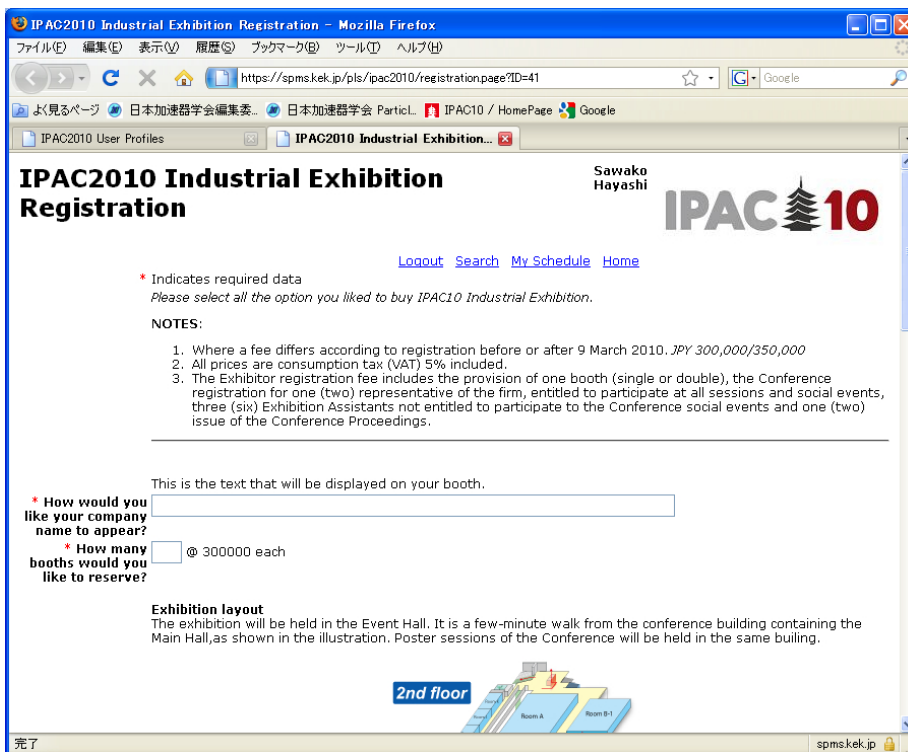 IPAC2010 Industrial Exhibition Registration - Mozilla Firefox
ファイル(F) 編集(E) 表示(V) 履歴(S) ブックマーク(B) ツール(T) ヘルプ(H)
https://spms.kek.jp/pls/ipac2010/registration.page?ID=41
G Google
よく見るページ 日本加速器学会編集委... 日本加速器学会 Particl... IPAC10 / HomePage Google
IPAC2010 User Profiles
IPAC2010 Industrial Exhibition...
IPAC2010 Industrial Exhibition
Registration
Sawako
Hayashi
IPAC 10
Logout Search My Schedule Home
* Indicates required data
Please select all the option you liked to buy IPAC10 Industrial Exhibition.
NOTES:
1. Where a fee differs according to registration before or after 9 March 2010. JPY 300,000/350,000
2. All prices are consumption tax (VAT) 5% included.
3. The Exhibitor registration fee includes the provision of one booth (single or double), the Conference
registration for one (two) representative of the firm, entitled to participate at all sessions and social events,
three (six) Exhibition Assistants not entitled to participate to the Conference social events and one (two)
issue of the Conference Proceedings.
This is the text that will be displayed on your booth.
* How would you
like your company
name to appear?
* How many
booths would you
like to reserve?
@ 300000 each
Exhibition layout
The exhibition will be held in the Event Hall. It is a few-minute walk from the conference building containing the
Main Hall,as shown in the illustration. Poster sessions of the Conference will be held in the same builing.
2nd floor
Room A
Room B-1
完了
spms.kek.jp